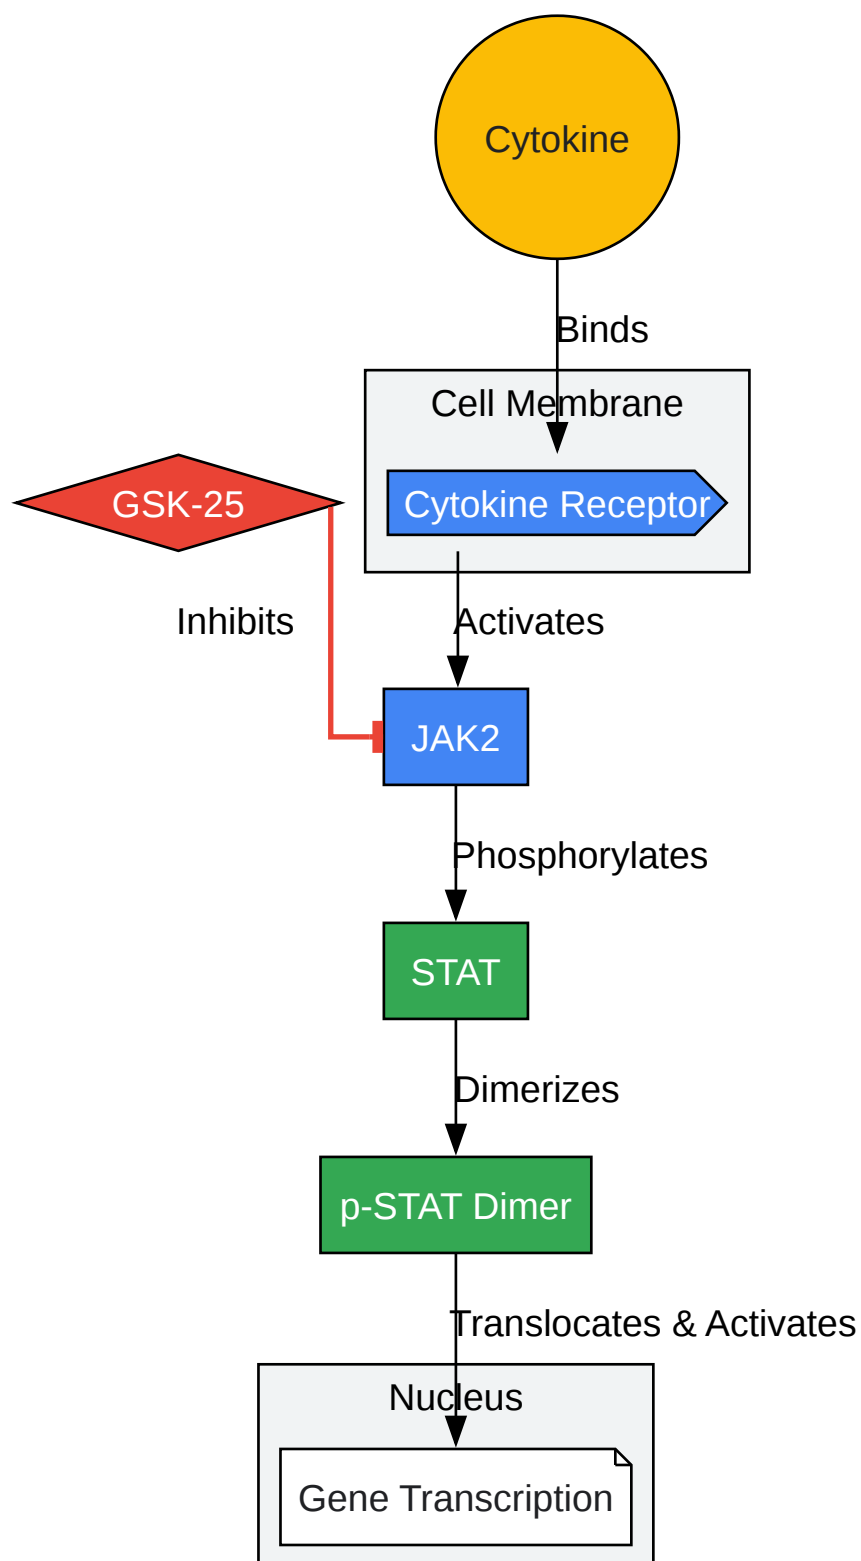 Cytokine
Binds
Cell Membrane
GSK-25
Cytokine Receptor
Inhibits
Activates
JAK2
Phosphorylates
STAT
Dimerizes
p-STAT Dimer
Translocates & Activates
Nucleus
Gene Transcription